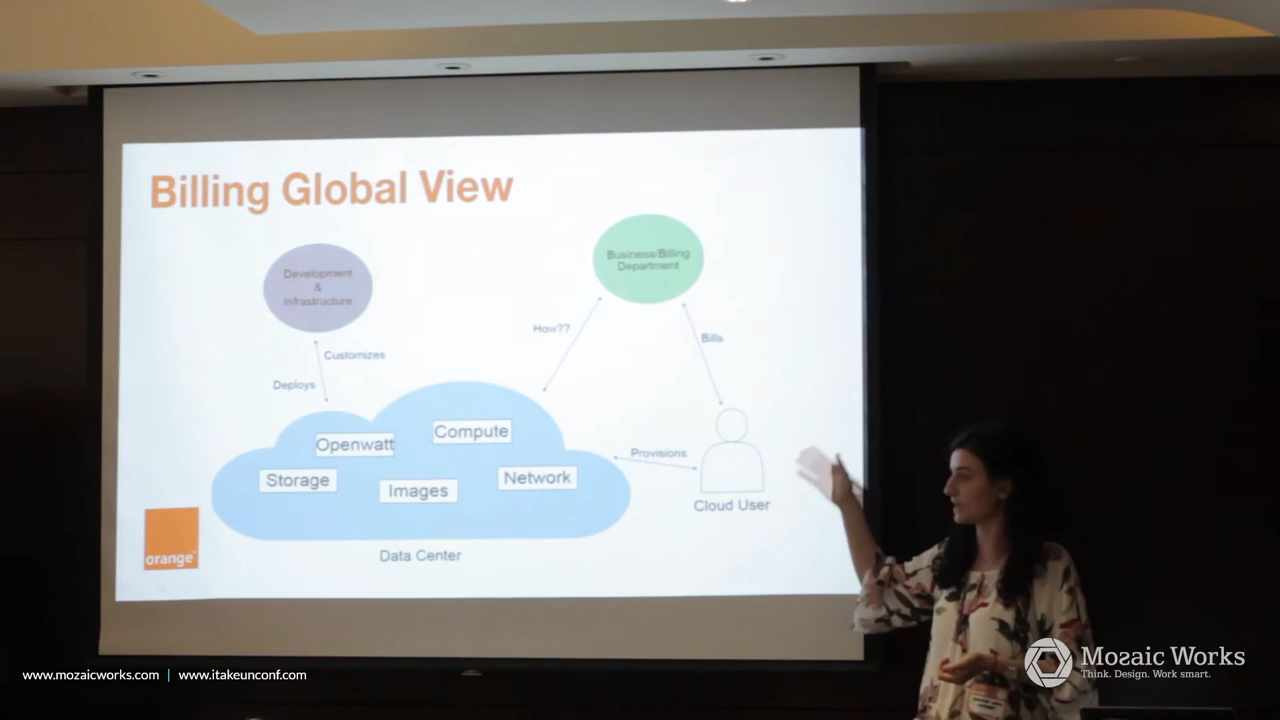 Billing Global View
Development
&
Infrastructure
Business/Billing
Department
How??
Bills
Customizes
Deploys
Openwatt
Compute
Storage
Images
Network
Provisions
Cloud User
Data Center
orange™
www.mozaicworks.com | www.itakeunconf.com
Mozaic Works
Think. Design. Work smart.